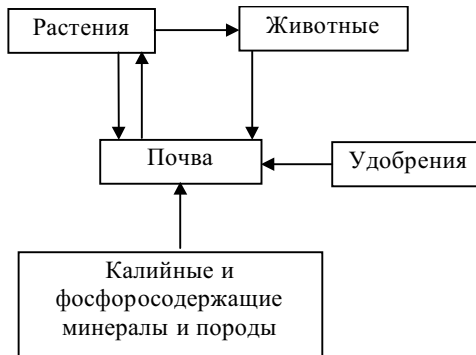 Растения
Животные
Почва
Удобрения
Калийные и
фосфоросодержащие
минералы и породы